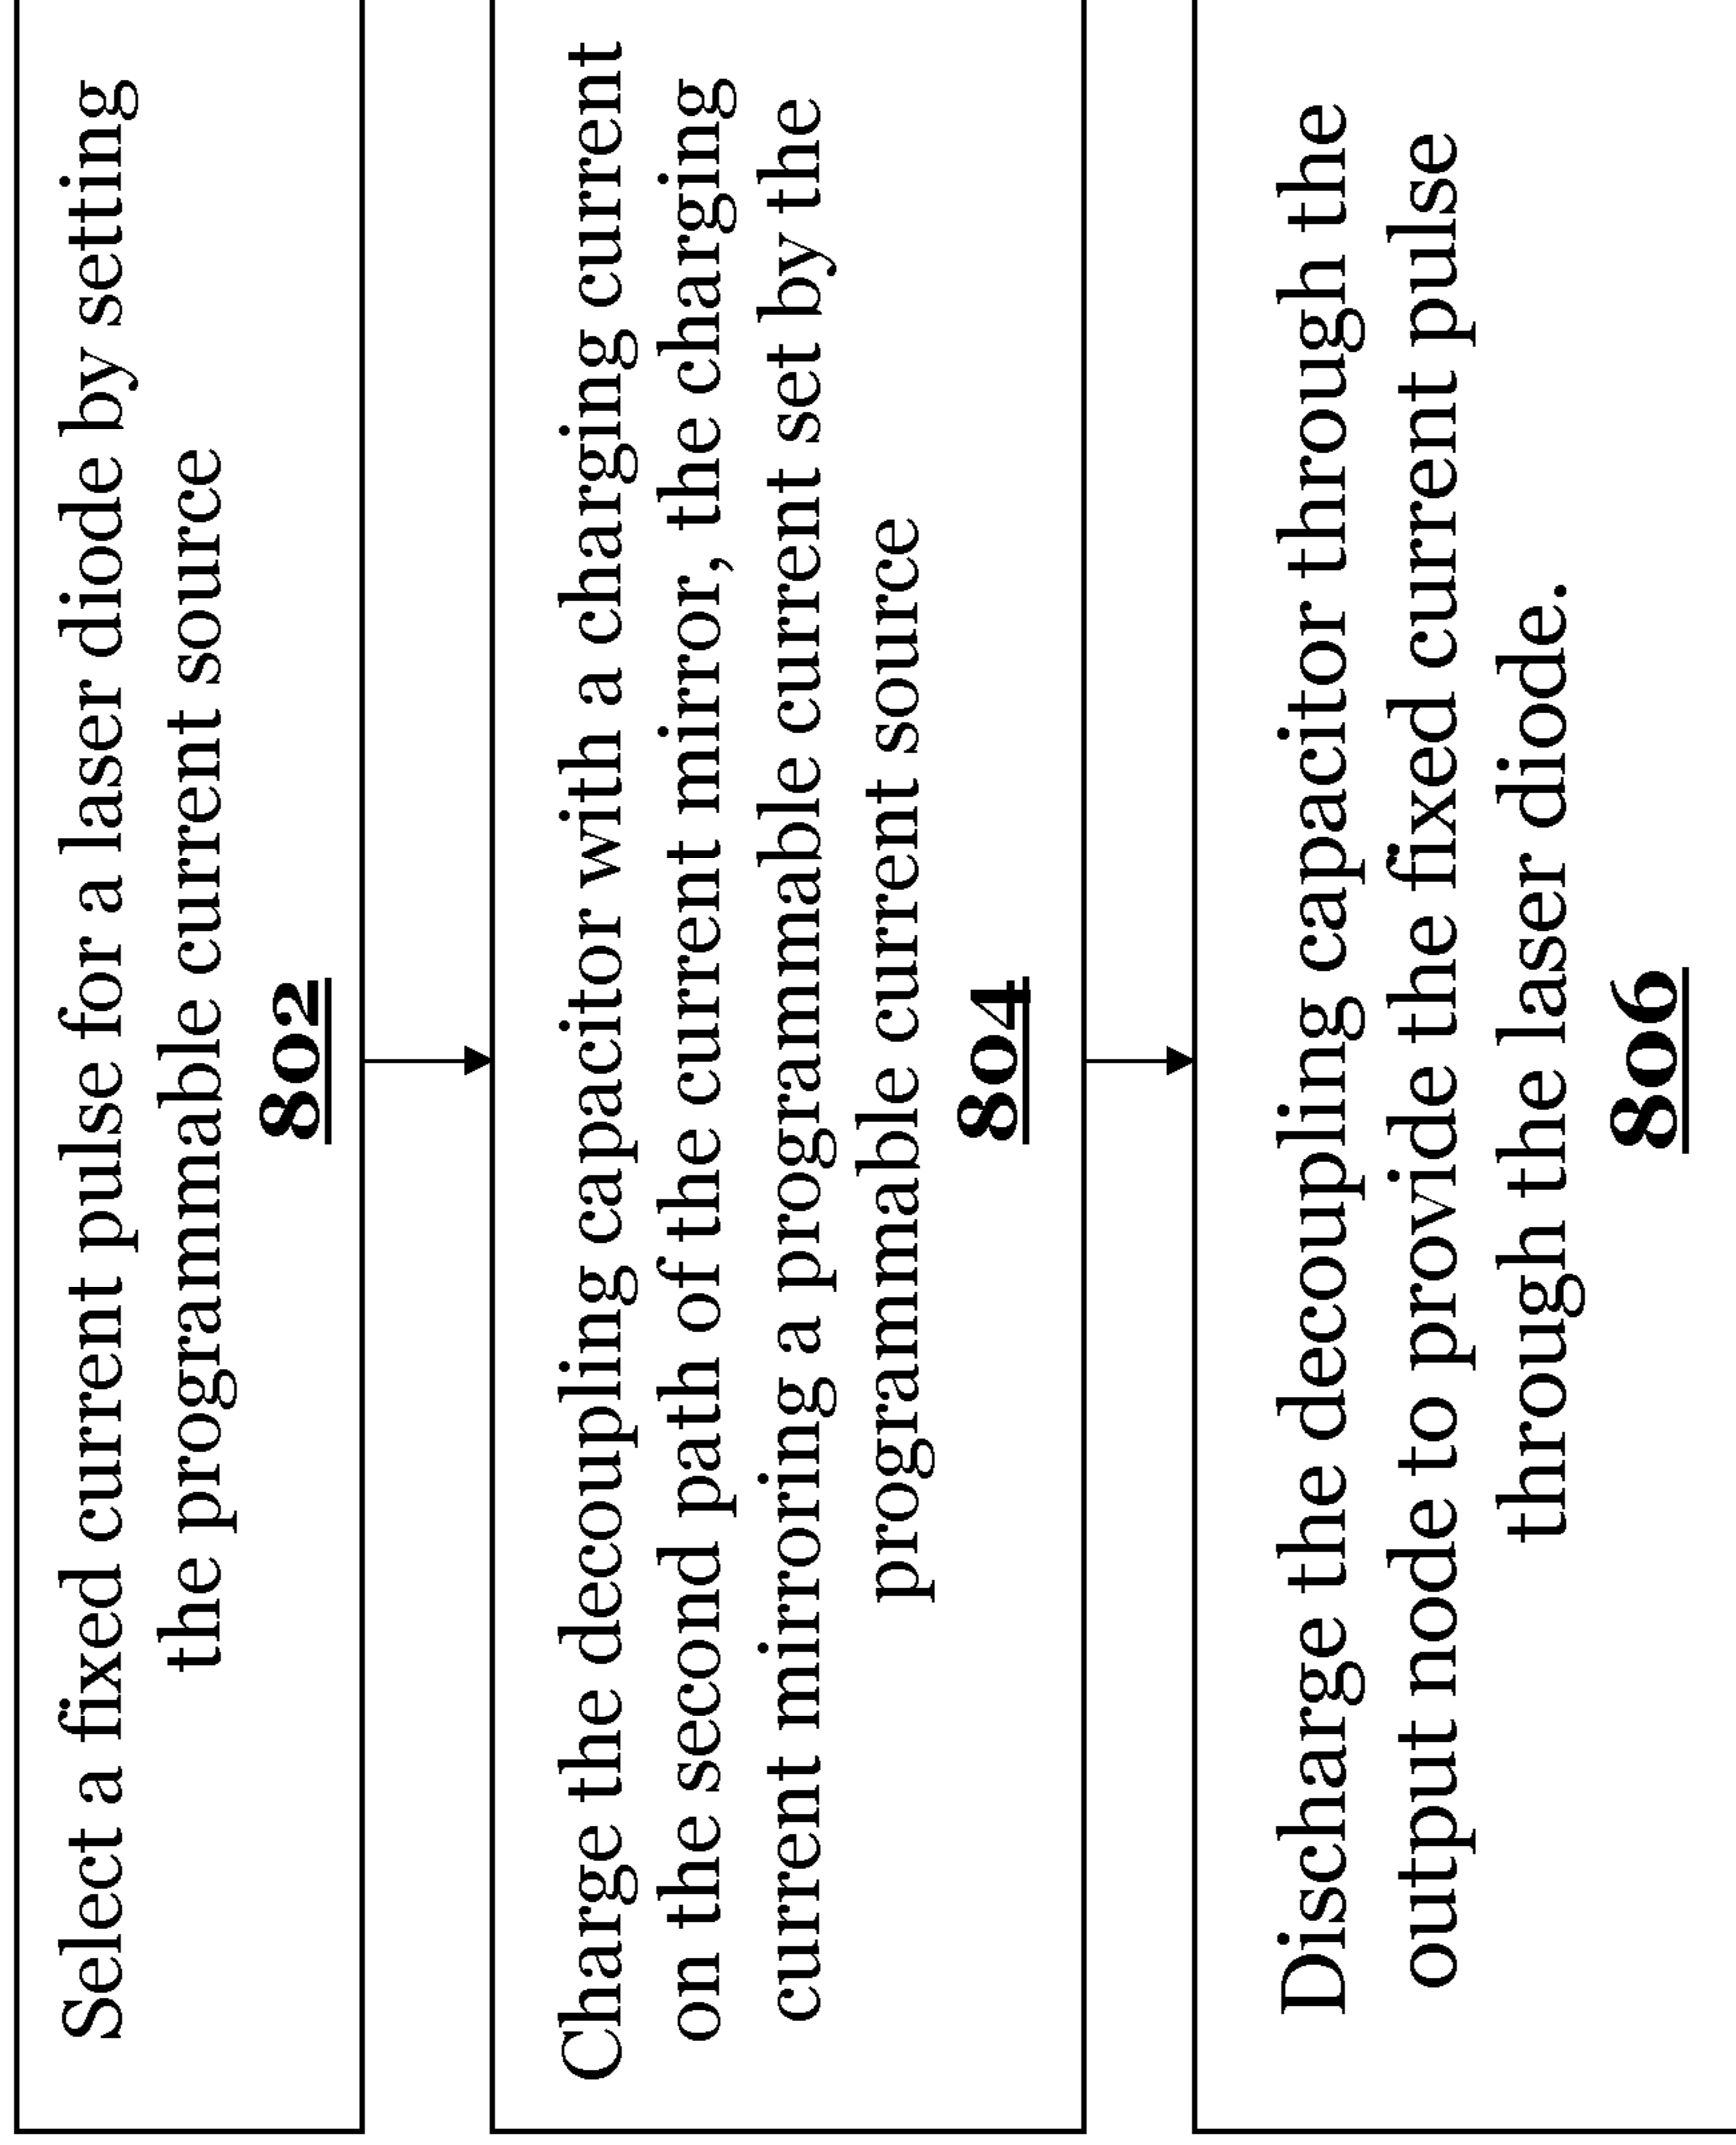 Select a fixed current pulse for a laser diode by setting
the programmable current source
802
Charge the decoupling capacitor with a charging current
on the second path of the current mirror, the charging
current mirroring a programmable current set by the
programmable current source
804
Discharge the decoupling capacitor through the
output node to provide the fixed current pulse
through the laser diode.
806